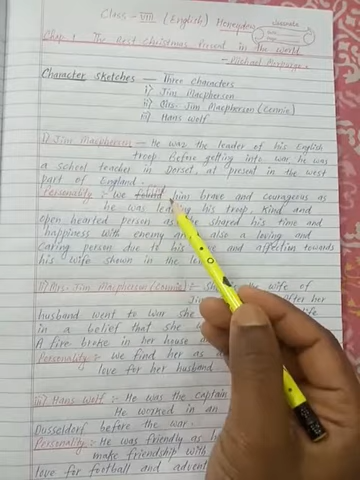 Class - VIII (English) Honeydew
Classmate
Chap 1 The Best Christmas Present in the World
- Michael Morpurgo
Character Sketches - Three characters
i) Jim Macpherson
ii) Mrs. Jim Macpherson (Connie)
iii) Hans Wolf
i) Jim Macpherson - He was the leader of his English
troop Before getting into war he was
a school teacher in Dorset, at present in the west
part of England.
Personality :- We found him brave and courageous as
he was leading his troop. Kind and
open hearted person as he shared his time and
happiness with enemy and also a loving and
Caring person due to his love and affection towards
his wife shown in the
ii) Mrs. Jim Macpherson (Connie) - She the wife of
Jim After her
husband went to war she life
in a belief that she
A fire broke in her house
Personality :- We find her as
love for her husband
iii) Hans Wolf - He was the captain
He worked in an
Dusseldorf before the war.
Personality :- He was friendly as h
make friendship with
love for football and advent